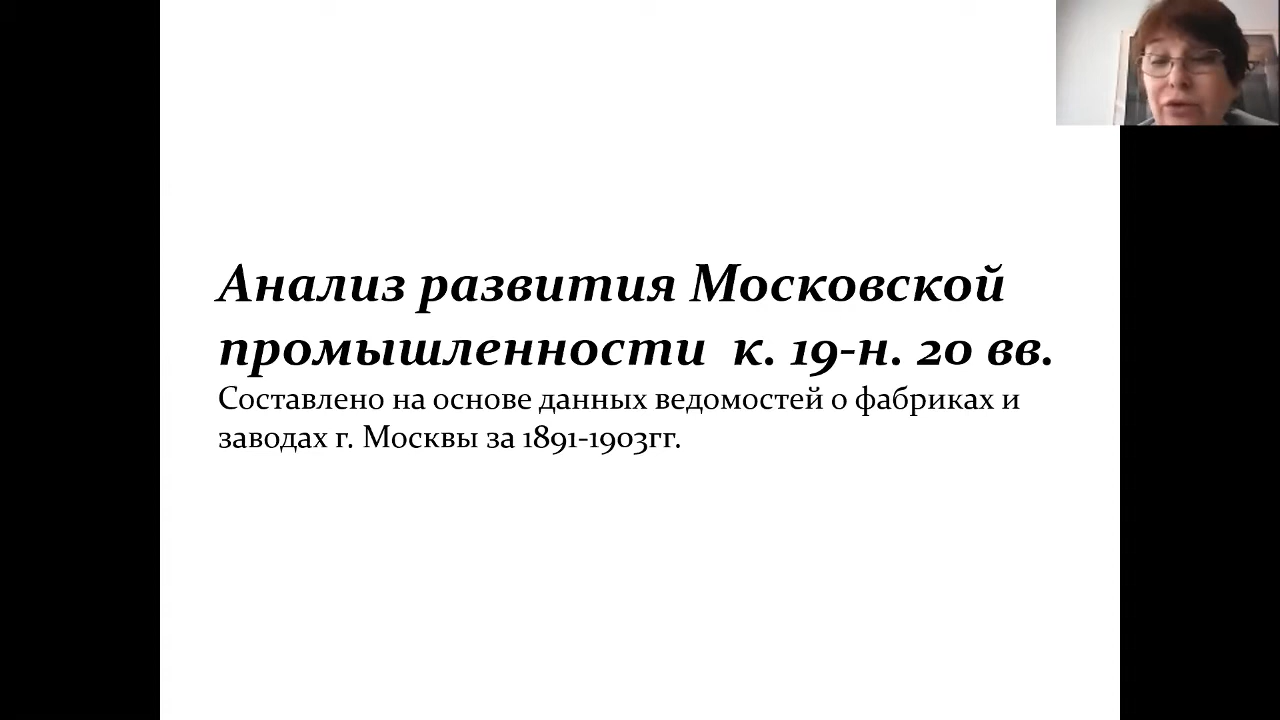 Анализ развития Московской
промышленности к. 19-н. 20 вв.
Составлено на основе данных ведомостей о фабриках и
заводах г. Москвы за 1891-1903гг.